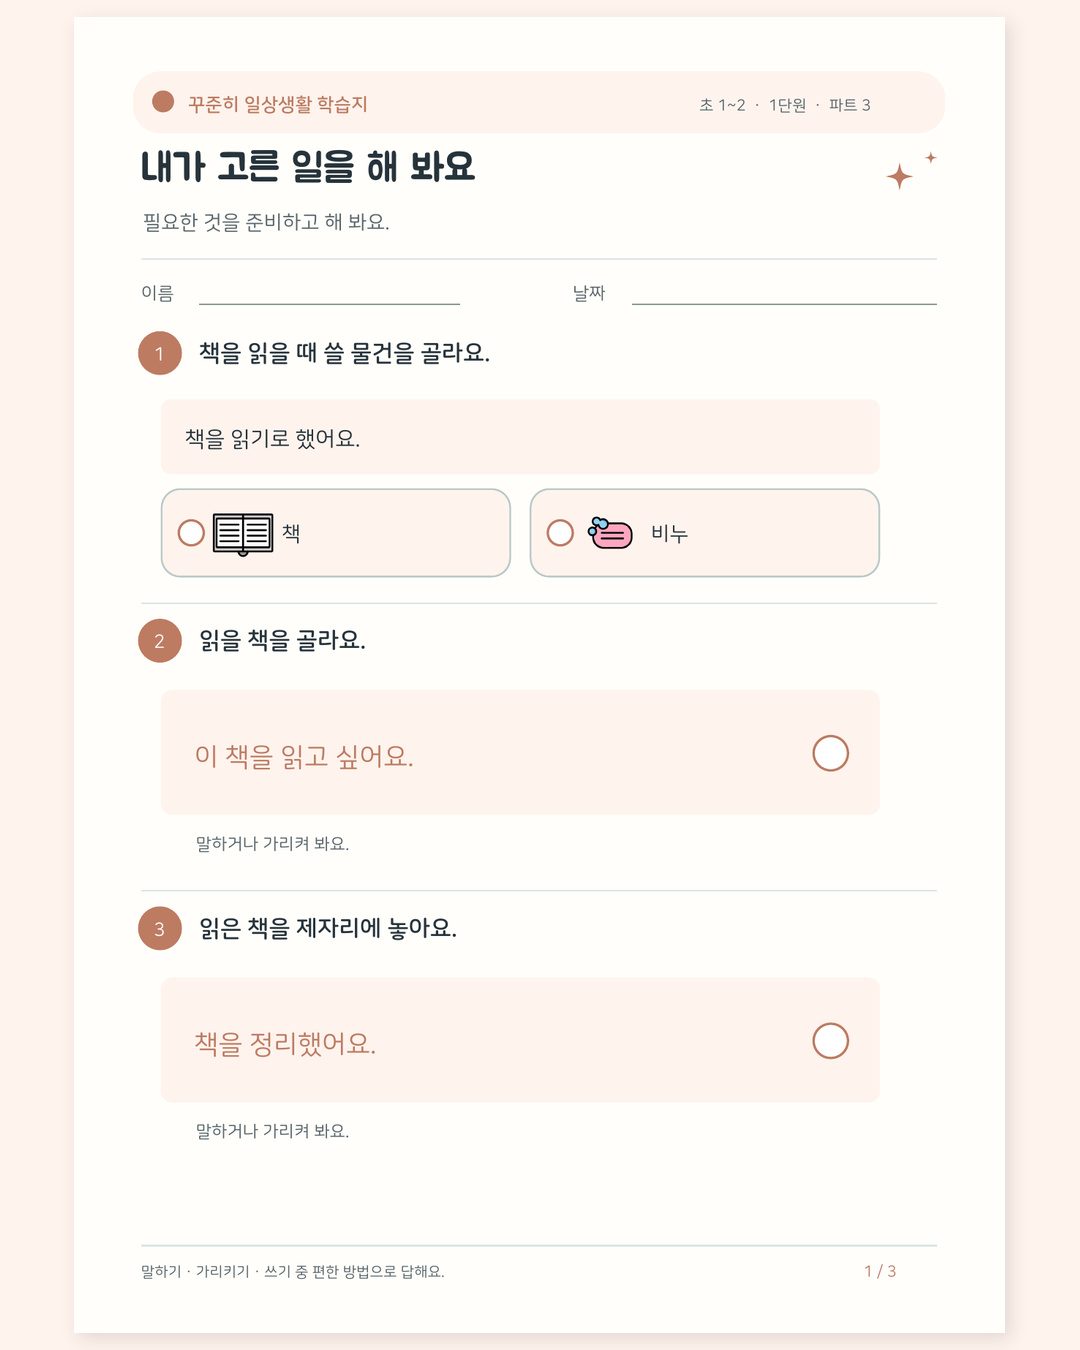 꾸준히 일상생활 학습지
초 1~2 · 1단원 · 파트 3
내가 고른 일을 해 봐요
필요한 것을 준비하고 해 봐요.
이름
날짜
1 책을 읽을 때 쓸 물건을 골라요.
책을 읽기로 했어요.
책
비누
2 읽을 책을 골라요.
이 책을 읽고 싶어요.
말하거나 가리켜 봐요.
3 읽은 책을 제자리에 놓아요.
책을 정리했어요.
말하거나 가리켜 봐요.
말하기 · 가리키기 · 쓰기 중 편한 방법으로 답해요.
1 / 3